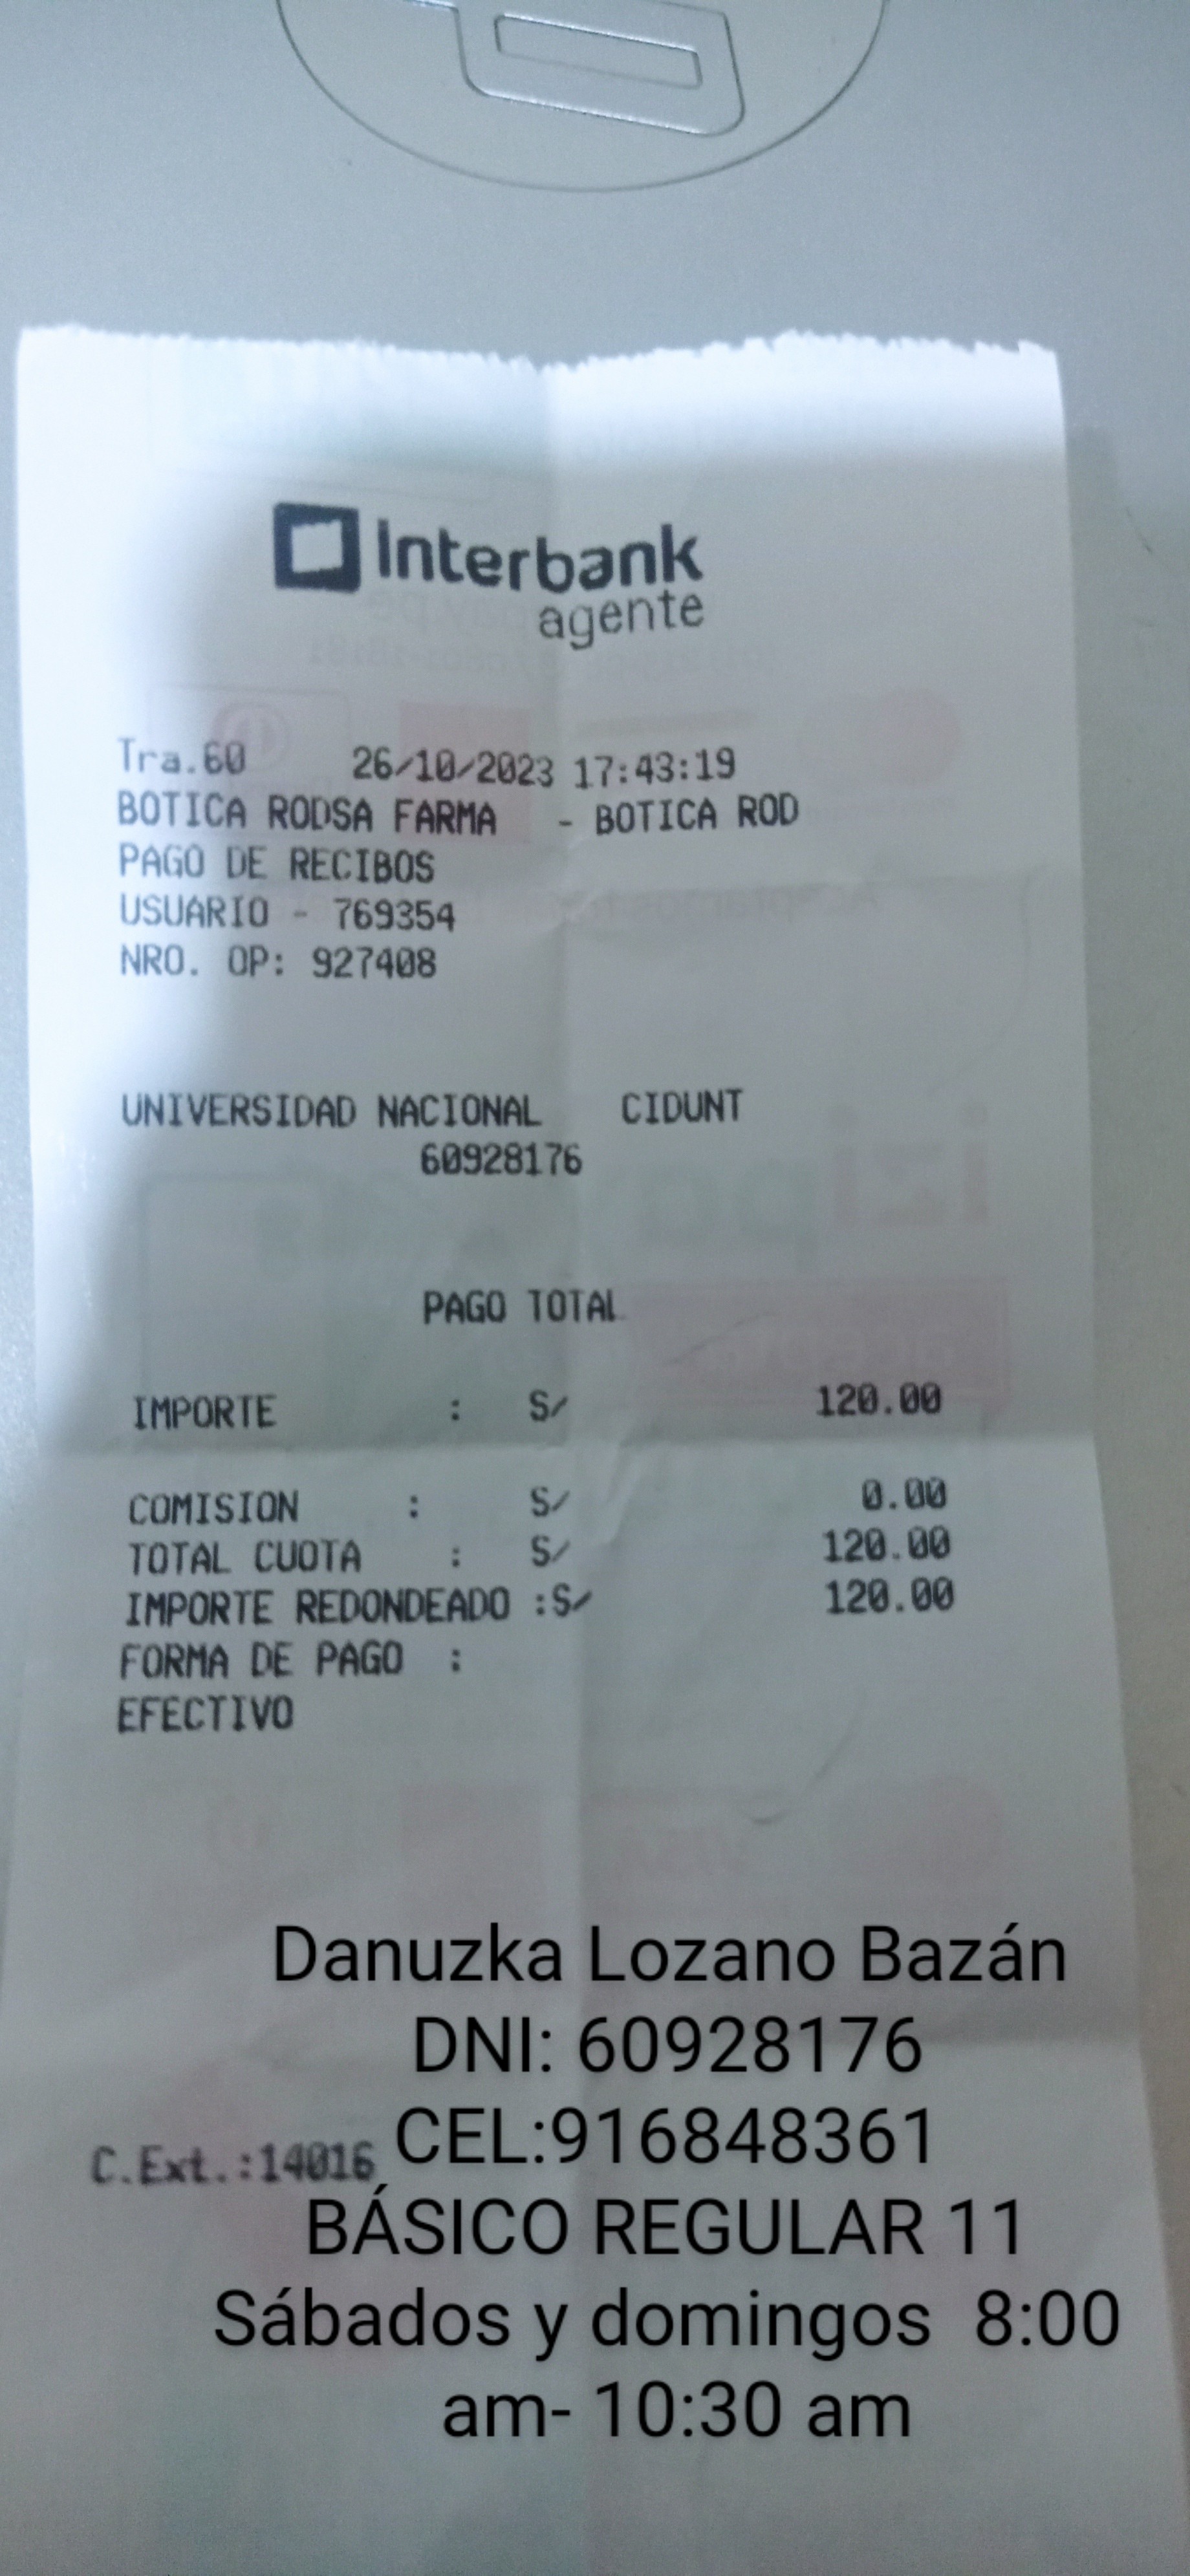 Interbank
agente
Tra.60 26/10/2023 17:43:19
BOTICA RODSA FARMA - BOTICA ROD
PAGO DE RECIBOS
USUARIO - 769354
NRO. OP: 927408
UNIVERSIDAD NACIONAL CIDUNT
60928176
PAGO TOTAL
IMPORTE : S/ 120.00
COMISION : S/ 0.00
TOTAL CUOTA : S/ 120.00
IMPORTE REDONDEADO :S/ 120.00
FORMA DE PAGO :
EFECTIVO
Danuzka Lozano Bazán
DNI: 60928176
CEL:916848361
C.Ext.:14016
BÁSICO REGULAR 11
Sábados y domingos 8:00
am- 10:30 am